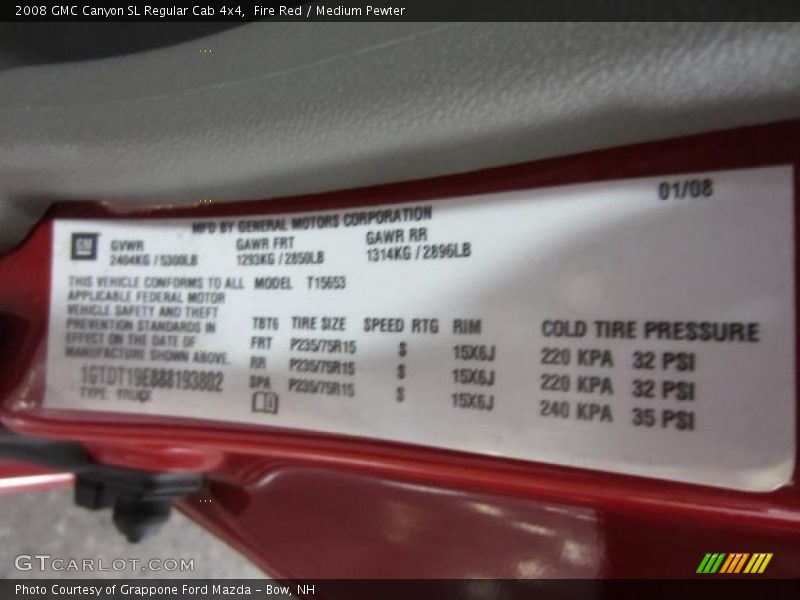 2008 GMC Canyon SL Regular Cab 4x4, Fire Red / Medium Pewter
01/08
MFD BY GENERAL MOTORS CORPORATION
GM GVWR GAWR FRT GAWR RR
2404KG / 5300LB 1293KG / 2850LB 1314KG / 2896LB
THIS VEHICLE CONFORMS TO ALL MODEL T15653
APPLICABLE FEDERAL MOTOR
VEHICLE SAFETY AND THEFT
PREVENTION STANDARDS IN
EFFECT ON THE DATE OF
MANUFACTURE SHOWN ABOVE.
1GTDT19E888193802
TYPE: TRUCK
TBT6 TIRE SIZE SPEED RTG RIM COLD TIRE PRESSURE
FRT P235/75R15 S 15X6J 220 KPA 32 PSI
RR P235/75R15 S 15X6J 220 KPA 32 PSI
SPA P235/75R15 S 15X6J 240 KPA 35 PSI
GTCARLOT.COM
Photo Courtesy of Grappone Ford Mazda - Bow, NH